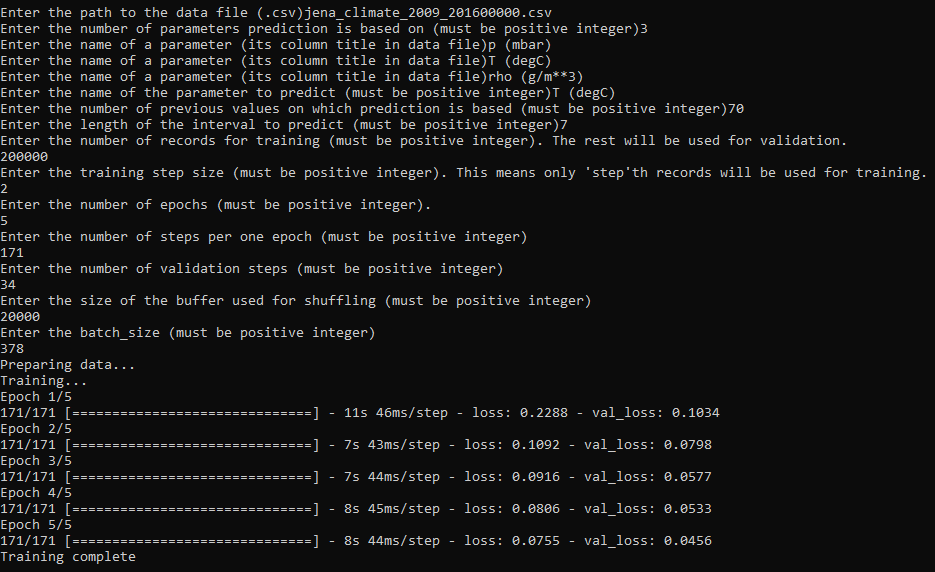 Enter the path to the data file (.csv)jena_climate_2009_201600000.csv
Enter the number of parameters prediction is based on (must be positive integer)3
Enter the name of a parameter (its column title in data file)p (mbar)
Enter the name of a parameter (its column title in data file)T (degC)
Enter the name of a parameter (its column title in data file)rho (g/m**3)
Enter the name of the parameter to predict (must be positive integer)T (degC)
Enter the number of previous values on which prediction is based (must be positive integer)70
Enter the length of the interval to predict (must be positive integer)7
Enter the number of records for training (must be positive integer). The rest will be used for validation.
200000
Enter the training step size (must be positive integer). This means only 'step'th records will be used for training.
2
Enter the number of epochs (must be positive integer).
5
Enter the number of steps per one epoch (must be positive integer)
171
Enter the number of validation steps (must be positive integer)
34
Enter the size of the buffer used for shuffling (must be positive integer)
20000
Enter the batch_size (must be positive integer)
378
Preparing data...
Training...
Epoch 1/5
171/171 [==============================] - 11s 46ms/step - loss: 0.2288 - val_loss: 0.1034
Epoch 2/5
171/171 [==============================] - 7s 43ms/step - loss: 0.1092 - val_loss: 0.0798
Epoch 3/5
171/171 [==============================] - 7s 44ms/step - loss: 0.0916 - val_loss: 0.0577
Epoch 4/5
171/171 [==============================] - 8s 45ms/step - loss: 0.0806 - val_loss: 0.0533
Epoch 5/5
171/171 [==============================] - 8s 44ms/step - loss: 0.0755 - val_loss: 0.0456
Training complete